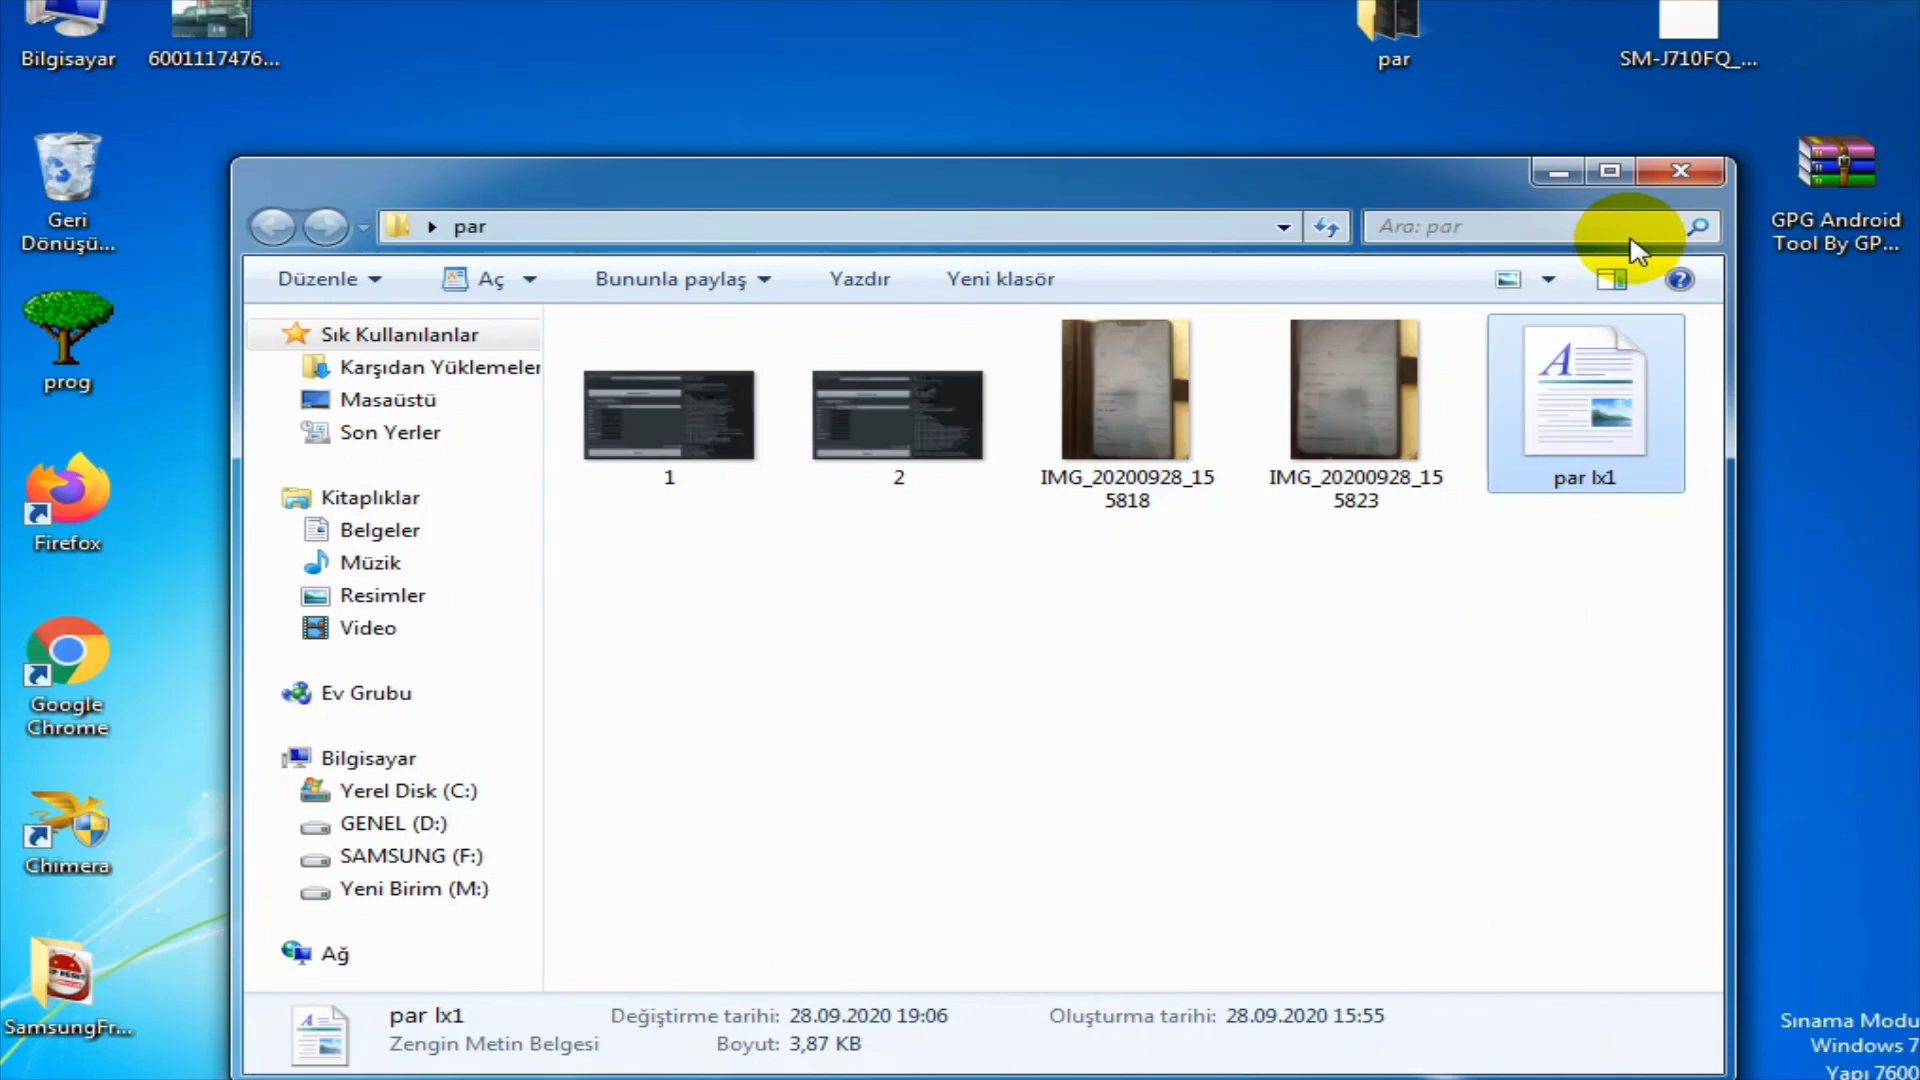 Bilgisayar
6001117476...
par
SM-J710FQ_...
Geri
Dönüşü...
GPG Android
Tool By GP...
prog
Firefox
Google
Chrome
Chimera
SamsungFr...
par
Ara: par
Düzenle
Aç
Bununla paylaş
Yazdır
Yeni klasör
Sık Kullanılanlar
Karşıdan Yüklemeler
Masaüstü
Son Yerler
Kitaplıklar
Belgeler
Müzik
Resimler
Video
Ev Grubu
Bilgisayar
Yerel Disk (C:)
GENEL (D:)
SAMSUNG (F:)
Yeni Birim (M:)
Ağ
1
2
IMG_20200928_15
5818
IMG_20200928_15
5823
par lx1
par lx1
Değiştirme tarihi: 28.09.2020 19:06
Oluşturma tarihi: 28.09.2020 15:55
Zengin Metin Belgesi
Boyut: 3,87 KB
Sınama Modu
Windows 7
Yapı 7600